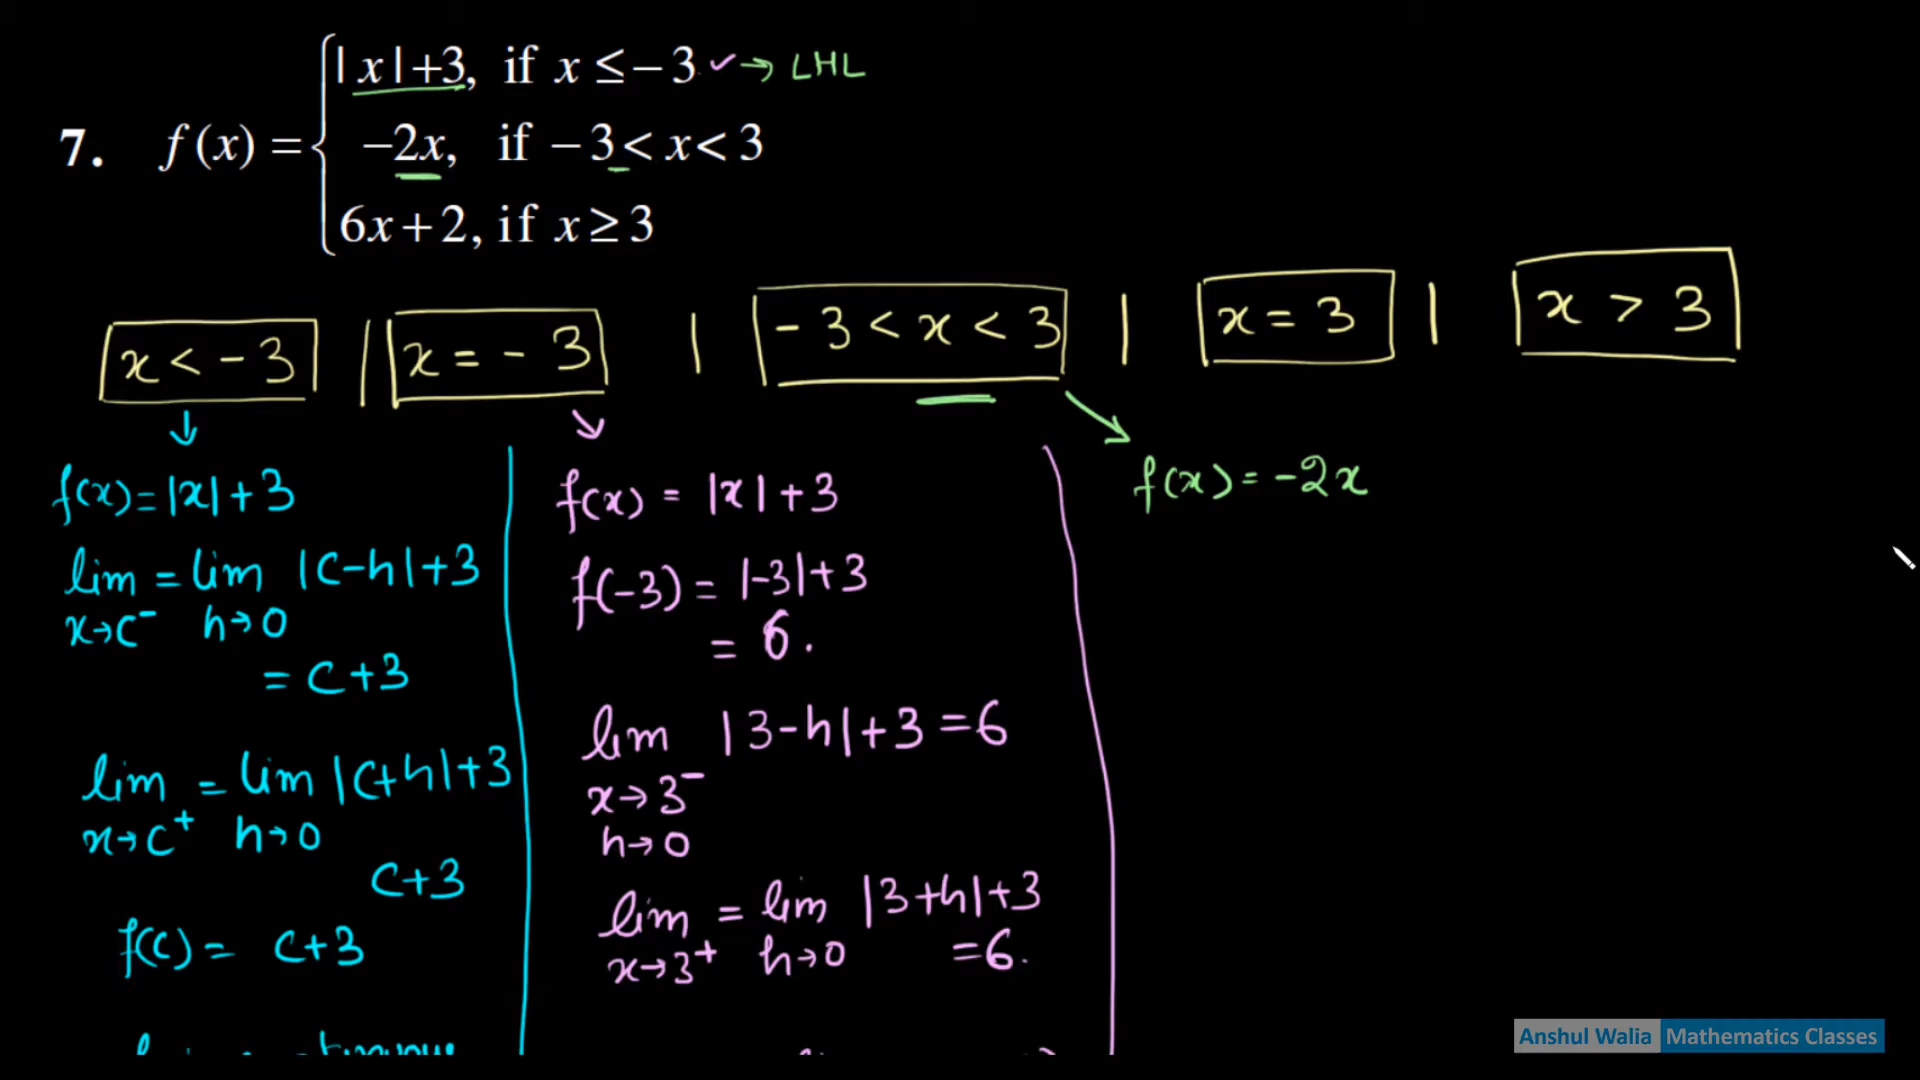 |x|+3, if x ≤ −3 ✓ → LHL
7. f(x) = { −2x, if −3 < x < 3
6x+2, if x ≥ 3
x < -3 | x = -3 | -3 < x < 3 | x = 3 | x > 3
f(x) = |x| + 3
lim x→c⁻ = lim h→0 |c-h| + 3
= c+3
lim x→c⁺ = lim h→0 |c+h| + 3
c+3
f(c) = c+3
f(x) = |x| + 3
f(-3) = |-3| + 3
= 6.
lim |3-h| + 3 = 6
x→3⁻
h→0
lim x→3⁺ = lim h→0 |3+h| + 3
= 6.
f(x) = -2x
Anshul Walia Mathematics Classes